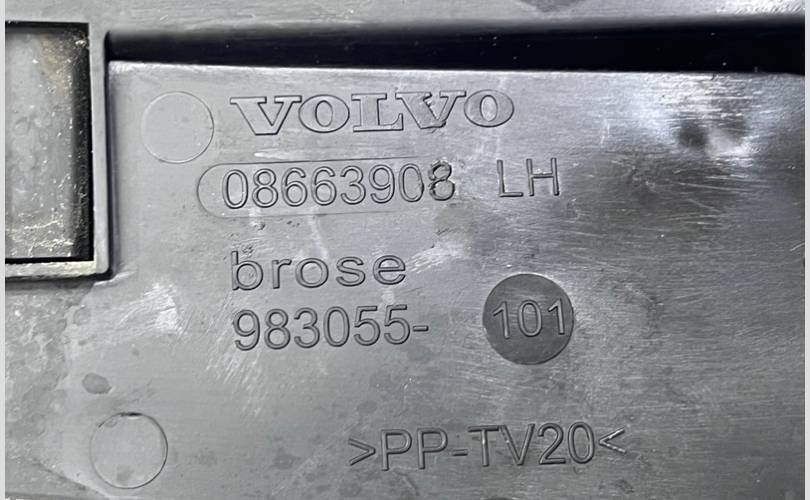 VOLVO
08663908 LH
brose
983055- 101
>PP-TV20<